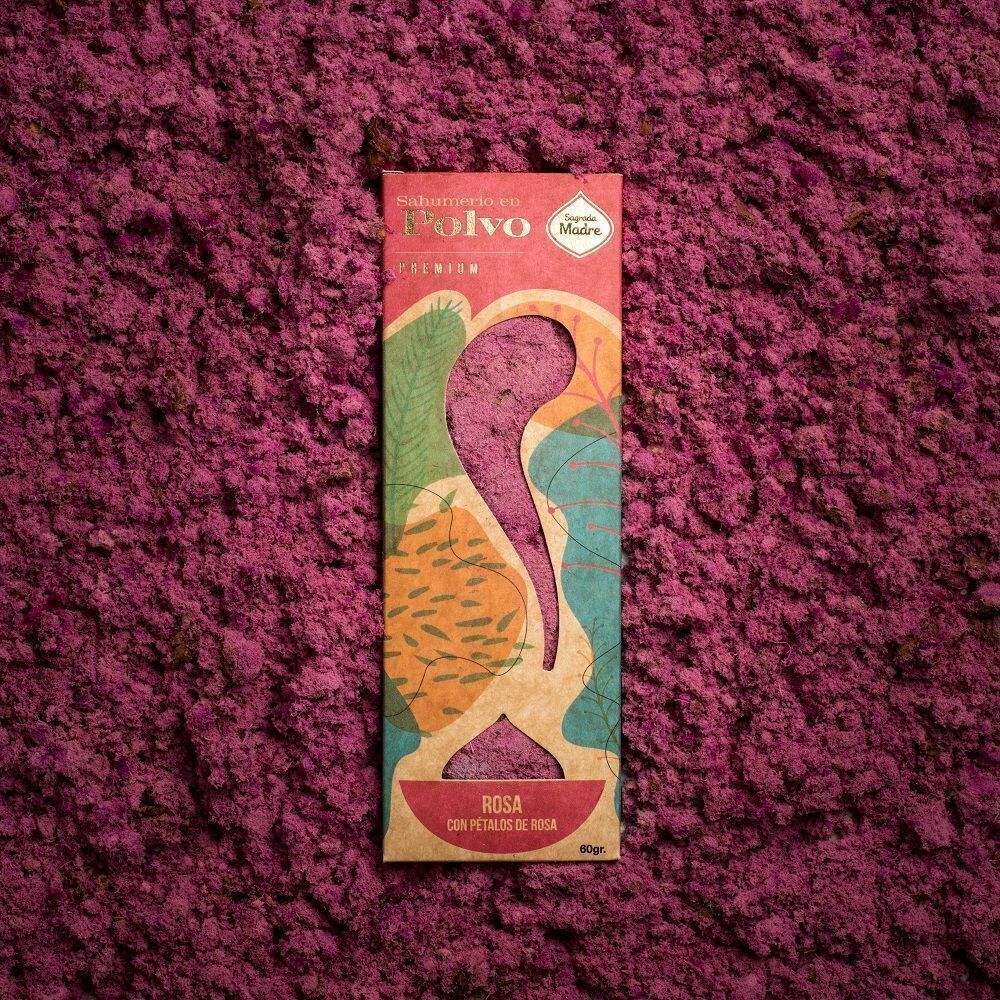 Sahumerio en
Polvo
PREMIUM
Sagrada
Madre
ROSA
CON PÉTALOS DE ROSA
60gr.